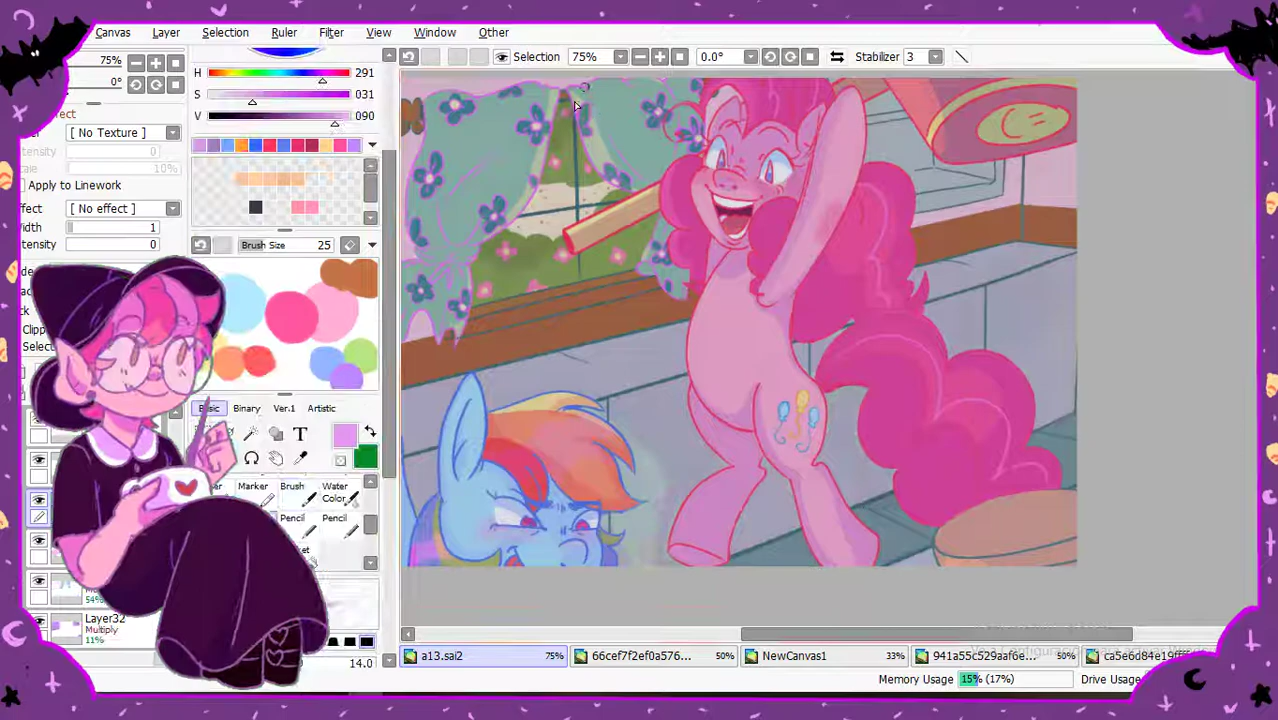 Canvas Layer Selection Ruler Filter View Window Other
75%
0°
H 291
S 031
V 092
Selection 75% 0.0° Stabilizer 3
[ No Texture ]
0
10%
Apply to Linework
[ No effect ]
Width 1
0
Brush Size 25
Basic Binary Ver.1 Artistic
Marker Brush Water
Color
Pencil Pencil
54%
Layer32
Multiply
11%
14.0
a13.sai2 75% 66cef7f2ef0a576... 50% NewCanvas1 33% 941a55c529aaf6e... 50%
Memory Usage 15% (17%) Drive Usage